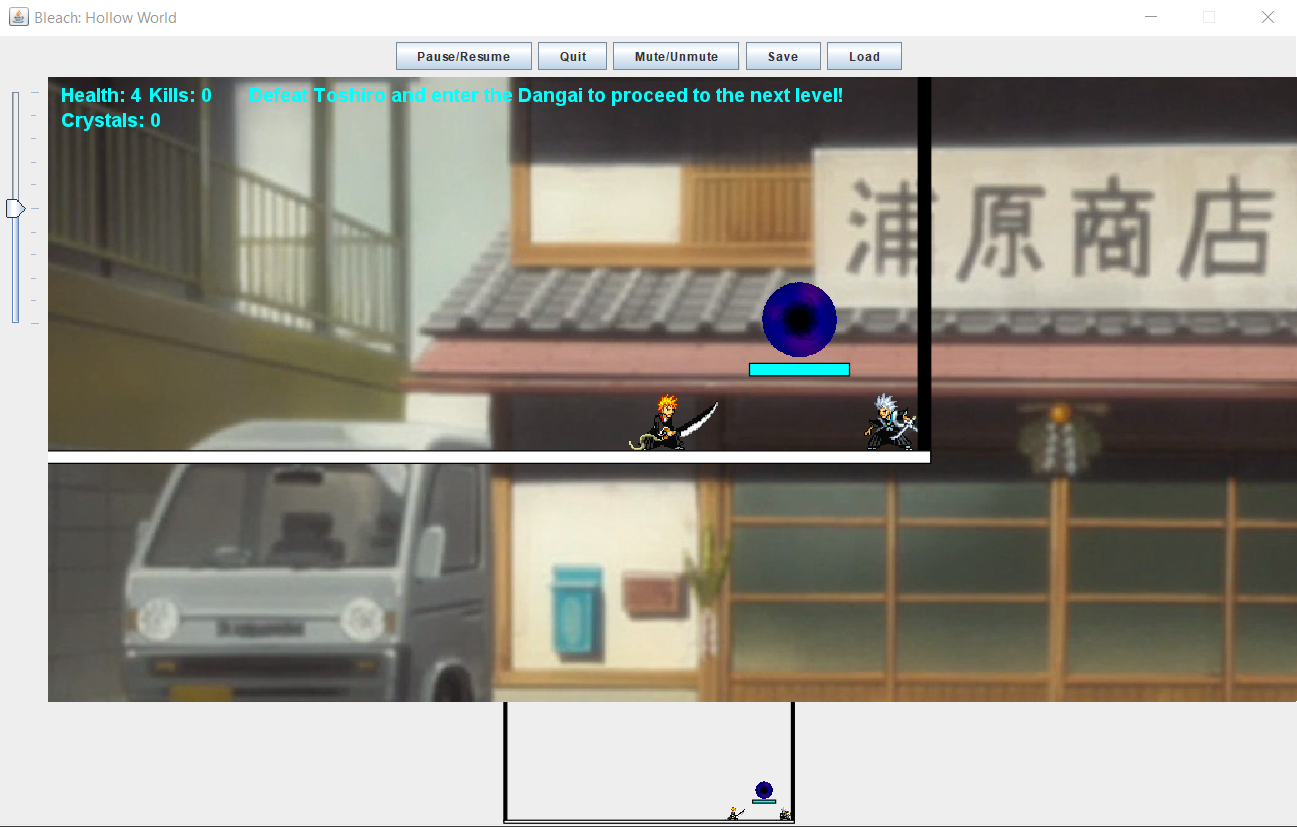 Bleach: Hollow World
Pause/Resume
Quit
Mute/Unmute
Save
Load
Health: 4 Kills: 0
Defeat Toshiro and enter the Dangai to proceed to the next level!
Crystals: 0
浦原商店